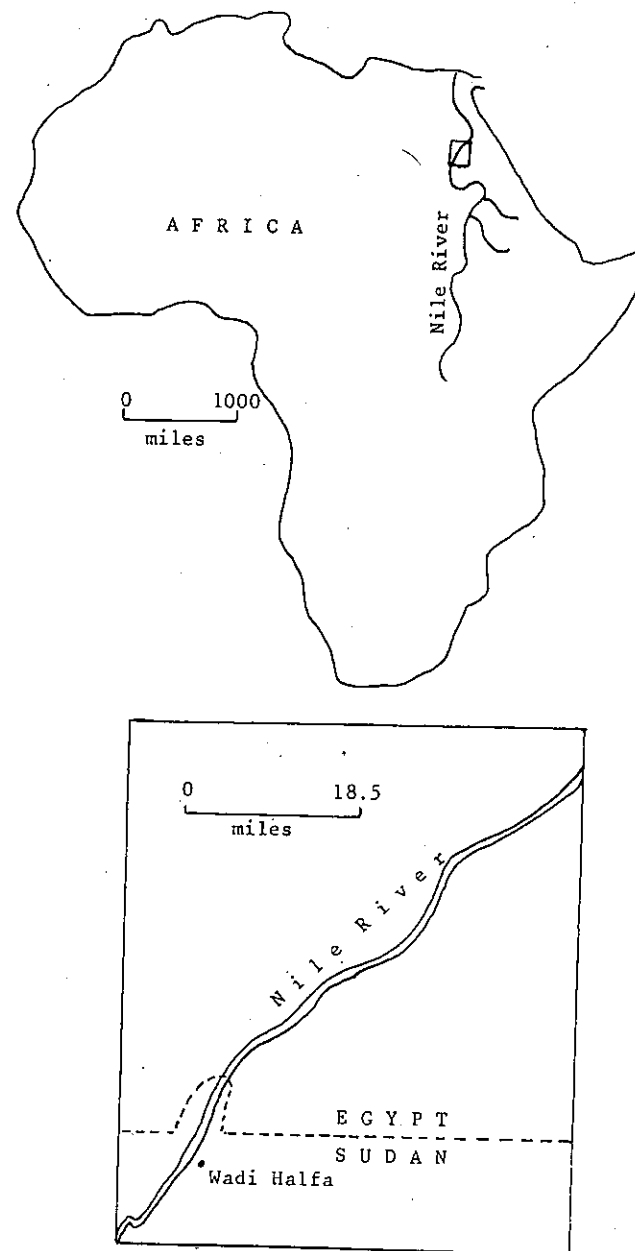 AFRICA
Nile River
0 1000
miles
0 18.5
miles
Nile River
EGYPT
SUDAN
Wadi Halfa